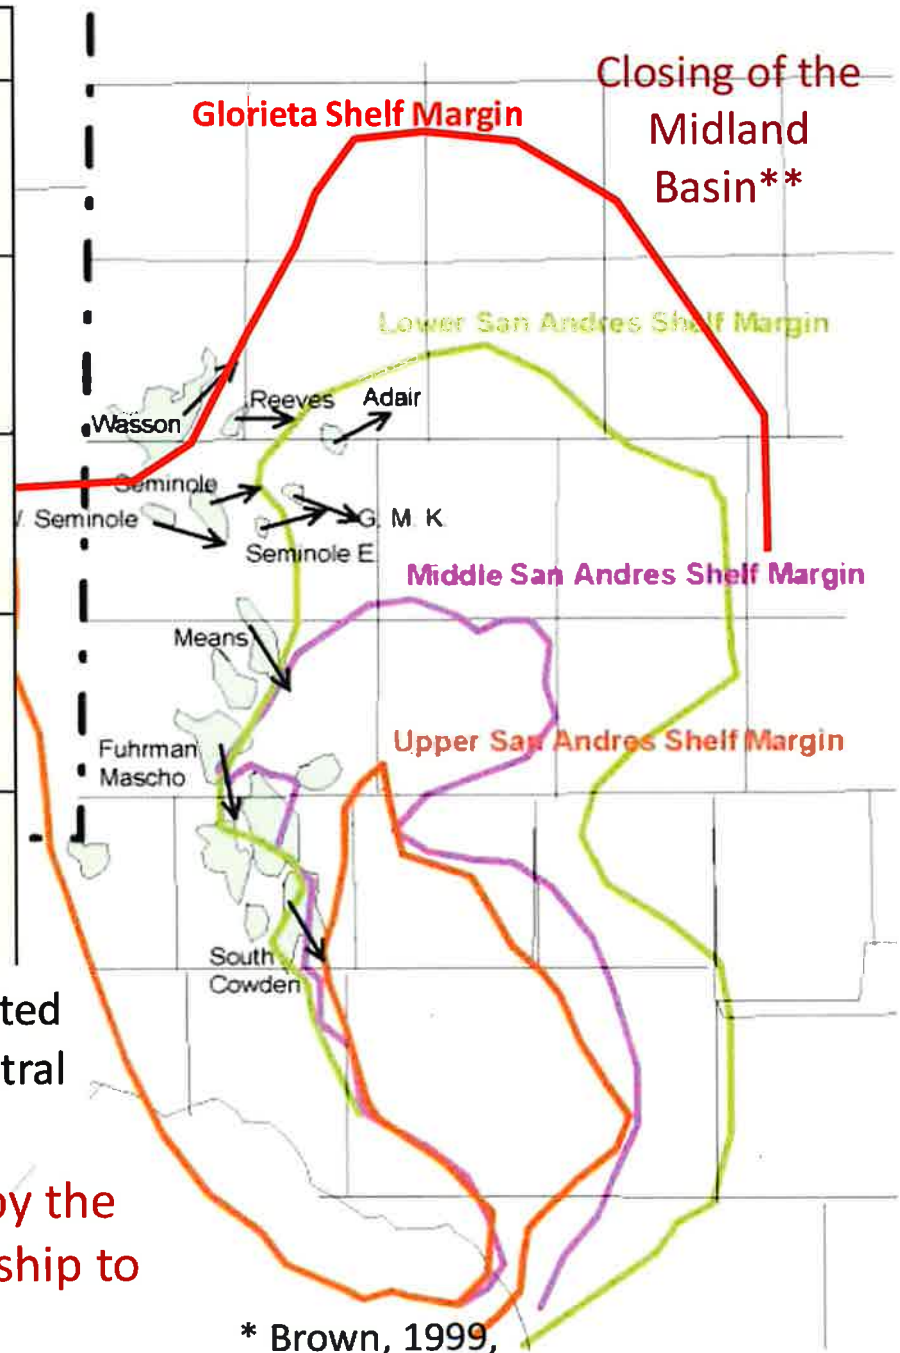 Closing of the
Midland
Basin**
Glorieta Shelf Margin
Lower San Andres Shelf Margin
Reeves
Adair
Wasson
Seminole
. Seminole
G. M. K.
Seminole E.
Middle San Andres Shelf Margin
Means
Upper San Andres Shelf Margin
Fuhrman
Mascho
South
Cowden
ted
tral
by the
ship to
* Brown, 1999,